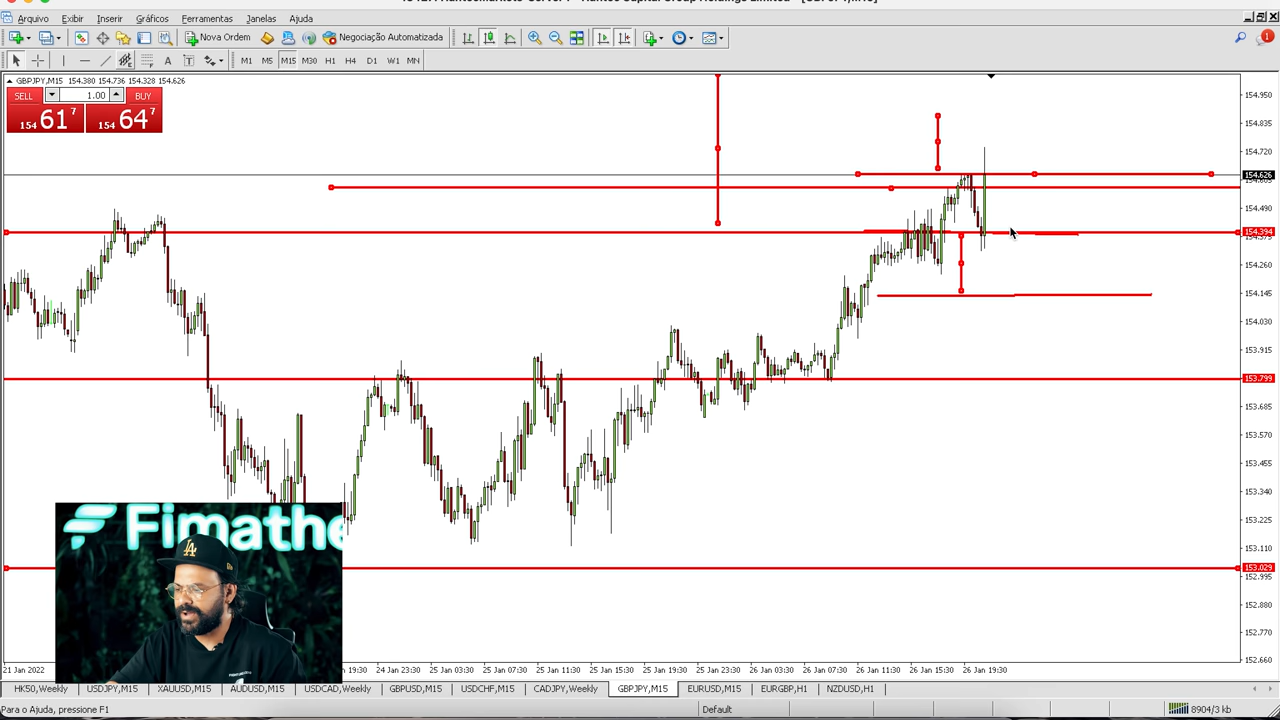 Arquivo Exibir Inserir Gráficos Ferramentas Janelas Ajuda
Nova Ordem Negociação Automatizada 1
A T M1 M5 M15 M30 H1 H4 D1 W1 MN
GBPJPY,M15 154.380 154.736 154.328 154.626
SELL 1.00 BUY
154 61 7 154 64 7
154.950
154.835
154.720
154.626
154.490
154.394
154.260
154.145
154.030
153.915
153.799
153.685
153.570
153.455
153.340
153.225
153.110
153.029
152.995
152.880
152.770
152.660
Fimathe
LA
21 Jan 2022 19:30 24 Jan 23:30 25 Jan 03:30 25 Jan 07:30 25 Jan 11:30 25 Jan 15:30 25 Jan 19:30 25 Jan 23:30 26 Jan 03:30 26 Jan 07:30 26 Jan 11:30 26 Jan 15:30 26 Jan 19:30
HK50,Weekly USDJPY,M15 XAUUSD,M15 AUDUSD,M15 USDCAD,Weekly GBPUSD,M15 USDCHF,M15 CADJPY,Weekly GBPJPY,M15 EURUSD,M15 EURGBP,H1 NZDUSD,H1
Para o Ajuda, pressione F1 Default 8904/3 kb